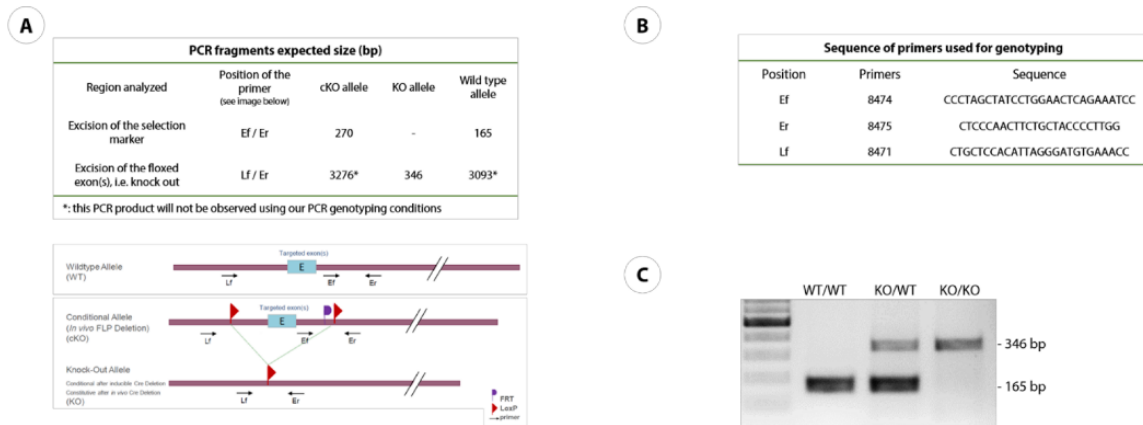 A
PCR fragments expected size (bp)
Region analyzed
Position of the
primer
(see image below)
cKO allele
KO allele
Wild type
allele
Excision of the selection
marker
Ef / Er
270
-
165
Excision of the floxed
exon(s), i.e. knock out
Lf / Er
3276*
346
3093*
*: this PCR product will not be observed using our PCR genotyping conditions
Wildtype Allele
(WT)
Targeted exon(s)
E
Lf
Ef
Er
Conditional Allele
(In vivo FLP Deletion)
(cKO)
Targeted exon(s)
E
Lf
Ef
Er
Knock-Out Allele
Conditional after inducible Cre Deletion
Constitutive after in vivo Cre Deletion
(KO)
Lf
Er
FRT
LoxP
primer
B
Sequence of primers used for genotyping
Position Primers Sequence
Ef 8474 CCCTAGCTATCCTGGAACTCAGAAATCC
Er 8475 CTCCCAACTTCTGCTACCCCTTGG
Lf 8471 CTGCTCCACATTAGGGATGTGAAACC
C
WT/WT KO/WT KO/KO
- 346 bp
- 165 bp